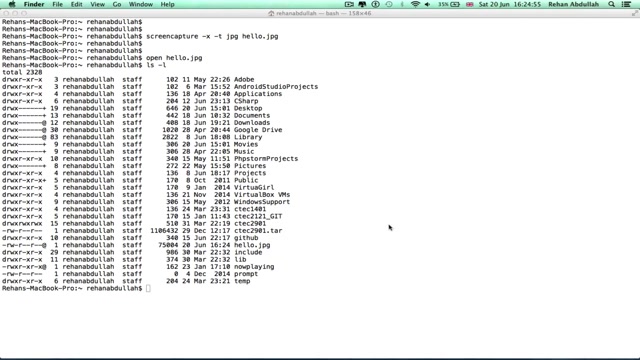 Terminal Shell Edit View Window Help 35% Sat 20 Jun 16:24:55 Rehan Abdullah
rehanabdullah — bash — 158×46
Rehans-MacBook-Pro:~ rehanabdullah$
Rehans-MacBook-Pro:~ rehanabdullah$ screencapture -x -t jpg hello.jpg
Rehans-MacBook-Pro:~ rehanabdullah$
Rehans-MacBook-Pro:~ rehanabdullah$
Rehans-MacBook-Pro:~ rehanabdullah$ open hello.jpg
Rehans-MacBook-Pro:~ rehanabdullah$ ls -l
total 2328
drwxr-xr-x 3 rehanabdullah staff 102 11 May 22:26 Adobe
drwxr-xr-x 3 rehanabdullah staff 102 6 Mar 15:52 AndroidStudioProjects
drwxr-xr-x 4 rehanabdullah staff 136 18 Apr 20:40 Applications
drwxr-xr-x 6 rehanabdullah staff 204 12 Jun 23:13 CSharp
drwx------+ 19 rehanabdullah staff 646 20 Jun 15:01 Desktop
drwx------+ 13 rehanabdullah staff 442 18 Jun 10:32 Documents
drwx------@ 12 rehanabdullah staff 408 18 Jun 19:21 Downloads
drwx------@ 30 rehanabdullah staff 1020 28 Apr 20:44 Google Drive
drwx------@ 83 rehanabdullah staff 2822 8 Jun 18:08 Library
drwx------+ 9 rehanabdullah staff 306 20 Jun 15:01 Movies
drwx------+ 9 rehanabdullah staff 306 28 Apr 22:05 Music
drwxr-xr-x 10 rehanabdullah staff 340 15 May 11:51 PhpstormProjects
drwx------+ 8 rehanabdullah staff 272 22 May 15:50 Pictures
drwxr-xr-x 4 rehanabdullah staff 136 8 Jun 18:17 Projects
drwxr-xr-x+ 5 rehanabdullah staff 170 8 Oct 2011 Public
drwxr-xr-x 5 rehanabdullah staff 170 9 Jan 2014 VirtuaGirl
drwxr-xr-x 4 rehanabdullah staff 136 21 Nov 2014 VirtualBox VMs
drwxr-xr-x 9 rehanabdullah staff 306 15 May 2012 WindowsSupport
drwxr-xr-x 4 rehanabdullah staff 136 24 Mar 23:31 ctec1401
drwxr-xr-x 5 rehanabdullah staff 170 15 Jan 11:43 ctec2121_GIT
drwxrwxrwx 15 rehanabdullah staff 510 31 Mar 22:19 ctec2901
-rw-r--r-- 1 rehanabdullah staff 1106432 29 Dec 12:17 ctec2901.tar
drwxr-xr-x 10 rehanabdullah staff 340 15 Jun 22:17 github
-rw-r--r--@ 1 rehanabdullah staff 75004 20 Jun 16:24 hello.jpg
drwxr-xr-x 29 rehanabdullah staff 986 30 Mar 22:32 include
drwxr-xr-x 11 rehanabdullah staff 374 30 Mar 22:32 lib
-rwxr-xr-x@ 1 rehanabdullah staff 162 23 Jan 17:10 nowplaying
-rw-r--r-- 1 rehanabdullah staff 0 4 Dec 2014 prompt
drwxr-xr-x 6 rehanabdullah staff 204 24 Mar 23:21 temp
Rehans-MacBook-Pro:~ rehanabdullah$